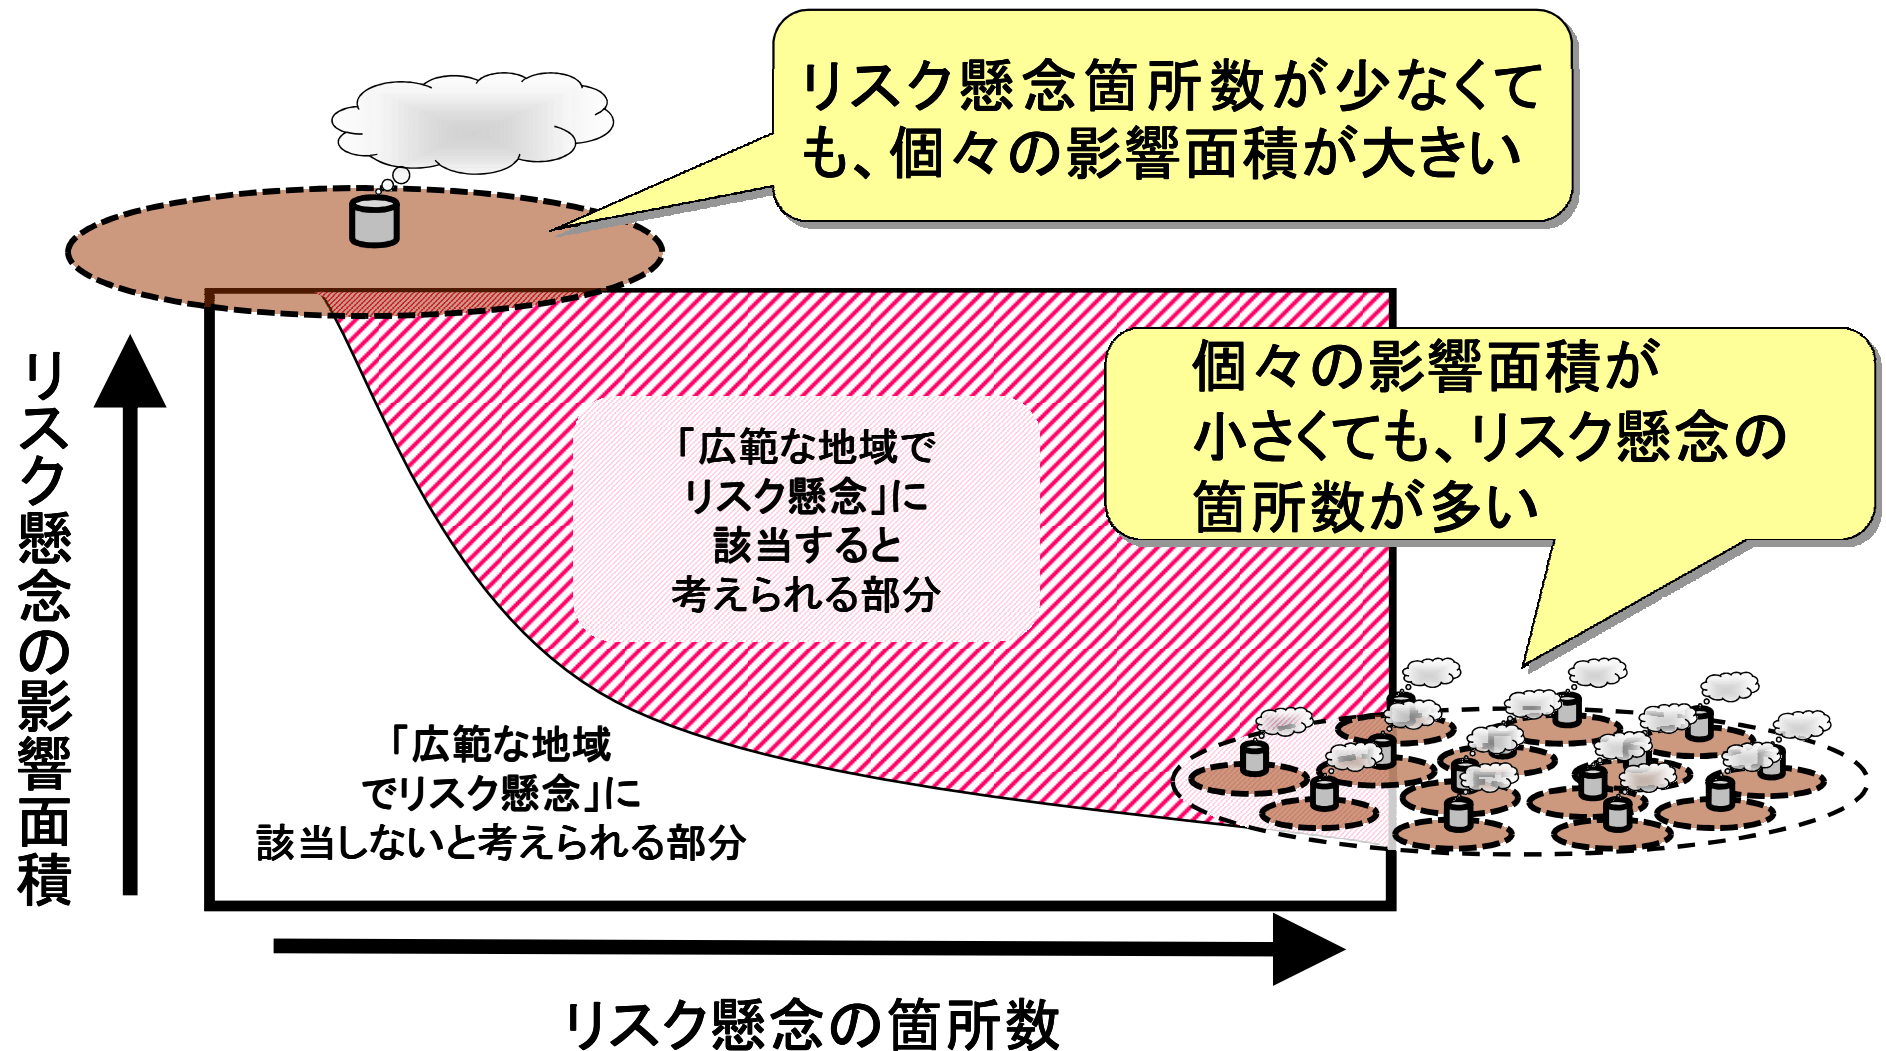 リスク懸念箇所数が少なくて
も、個々の影響面積が大きい
個々の影響面積が
小さくても、リスク懸念の
箇所数が多い
リスク懸念の影響面積
「広範な地域で
リスク懸念」に
該当すると
考えられる部分
「広範な地域
でリスク懸念」に
該当しないと考えられる部分
リスク懸念の箇所数